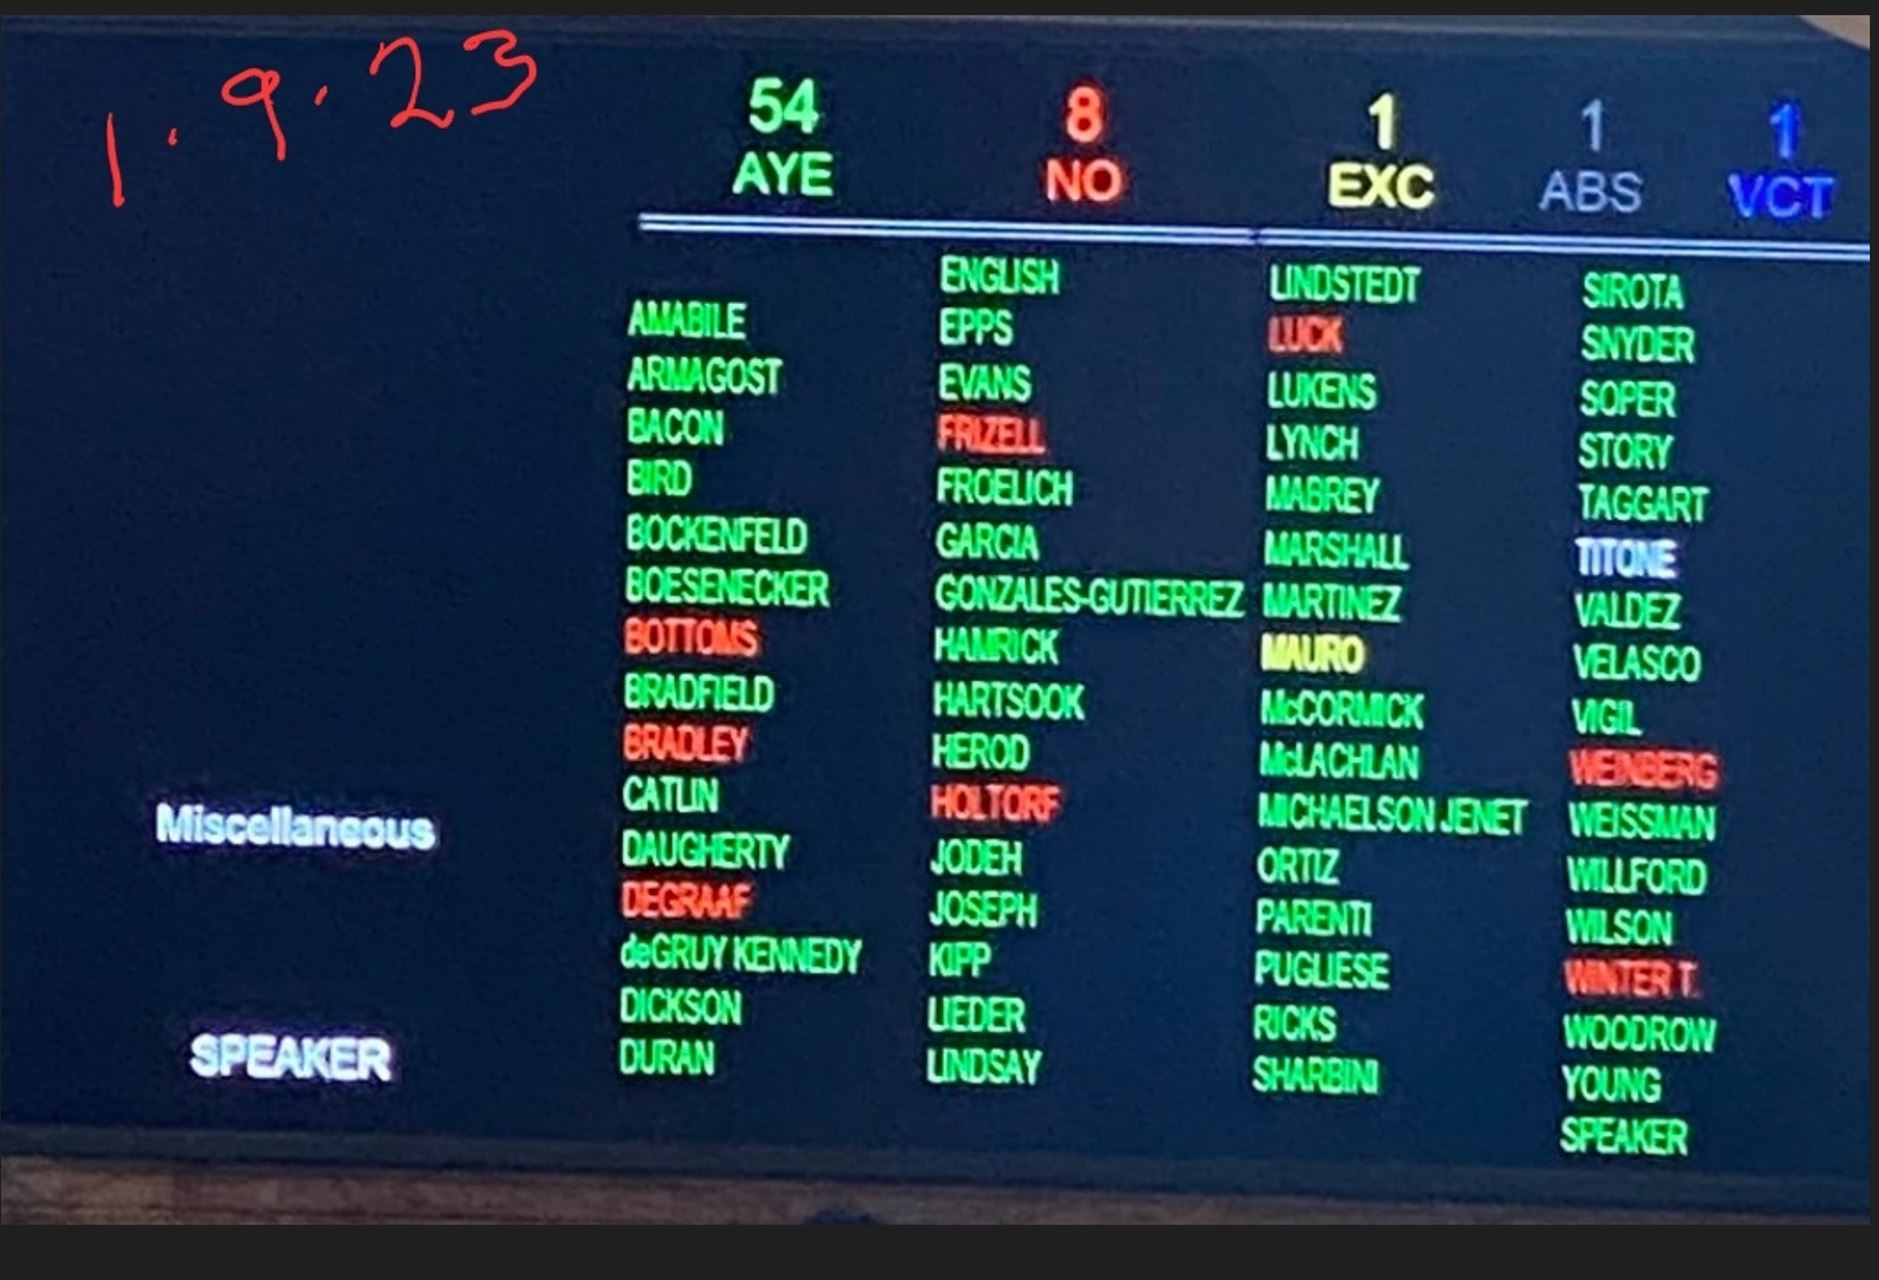 1.9.23
54 8 1 1 1
AYE NO EXC ABS VCT
AMABILE
ARMAGOST
BACON
BIRD
BOCKENFELD
BOESENECKER
BOTTOMS
BRADFIELD
BRADLEY
CATLIN
DAUGHERTY
DEGRAAF
deGRUY KENNEDY
DICKSON
DURAN
ENGLISH
EPPS
EVANS
FRIZELL
FROELICH
GARCIA
GONZALES-GUTIERREZ
HAMRICK
HARTSOOK
HEROD
HOLTORF
JODEH
JOSEPH
KIPP
LIEDER
LINDSAY
LINDSTEDT
LUCK
LUKENS
LYNCH
MABREY
MARSHALL
MARTINEZ
MAURO
McCORMICK
McLACHLAN
MICHAELSON JENET
ORTIZ
PARENTI
PUGLIESE
RICKS
SHARBINI
SIROTA
SNYDER
SOPER
STORY
TAGGART
TITONE
VALDEZ
VELASCO
VIGIL
WEINBERG
WEISSMAN
WILLFORD
WILSON
WINTER T.
WOODROW
YOUNG
SPEAKER
Miscellaneous
SPEAKER